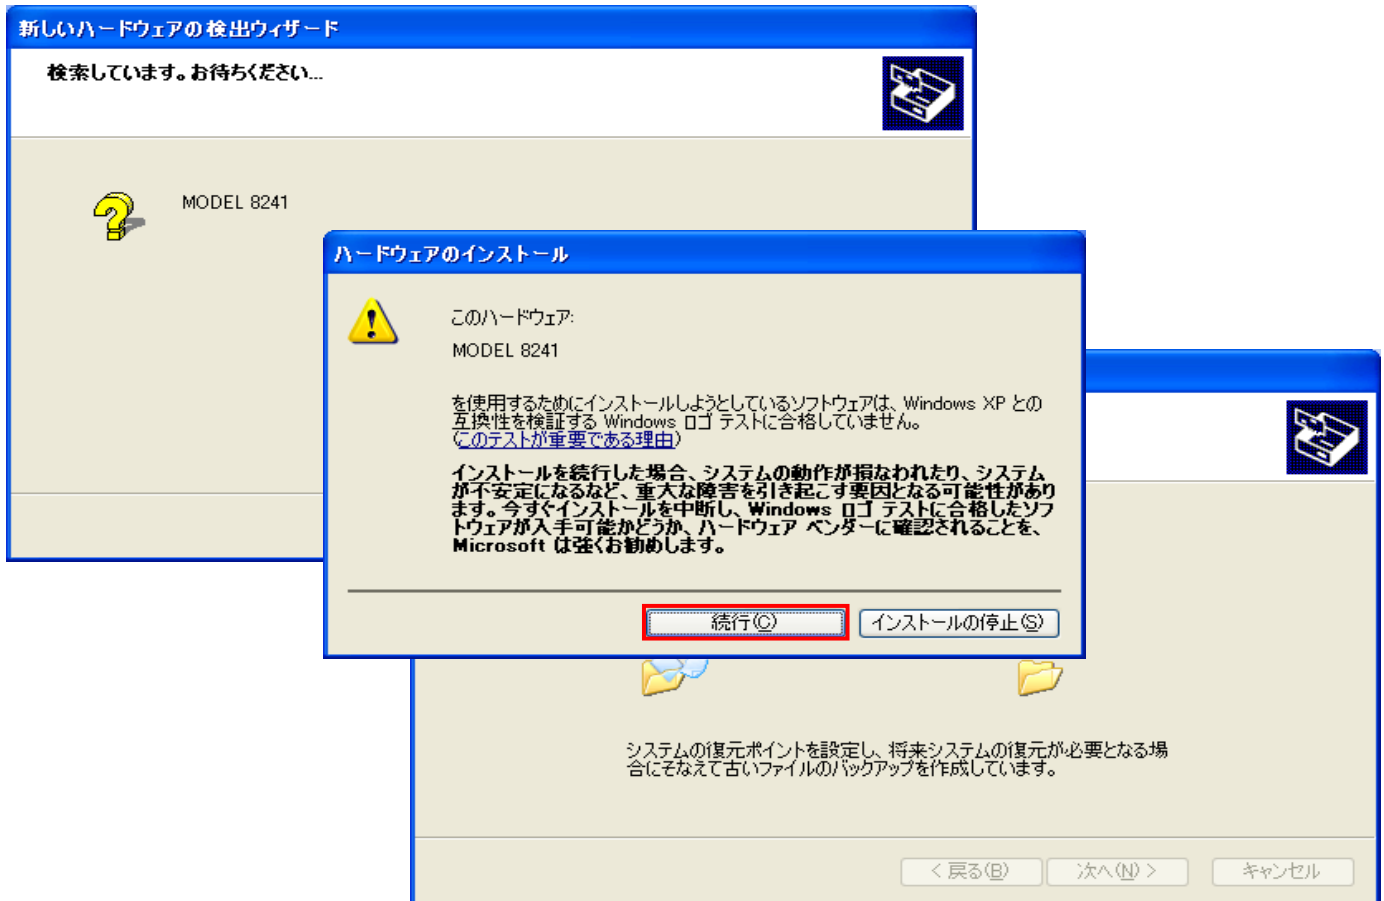 新しいハードウェアの検出ウィザード
検索しています。お待ちください...
MODEL 8241
ハードウェアのインストール
このハードウェア:
MODEL 8241
を使用するためにインストールしようとしているソフトウェアは、Windows XP との
互換性を検証する Windows ロゴ テストに合格していません。
(このテストが重要である理由)
インストールを続行した場合、システムの動作が損なわれたり、システム
が不安定になるなど、重大な障害を引き起こす要因となる可能性があり
ます。今すぐインストールを中断し、Windows ロゴ テストに合格したソフ
トウェアが入手可能かどうか、ハードウェア ベンダーに確認されることを、
Microsoft は強くお勧めします。
続行(C)
インストールの停止(S)
システムの復元ポイントを設定し、将来システムの復元が必要となる場
合にそなえて古いファイルのバックアップを作成しています。
< 戻る(B)
次へ(N) >
キャンセル